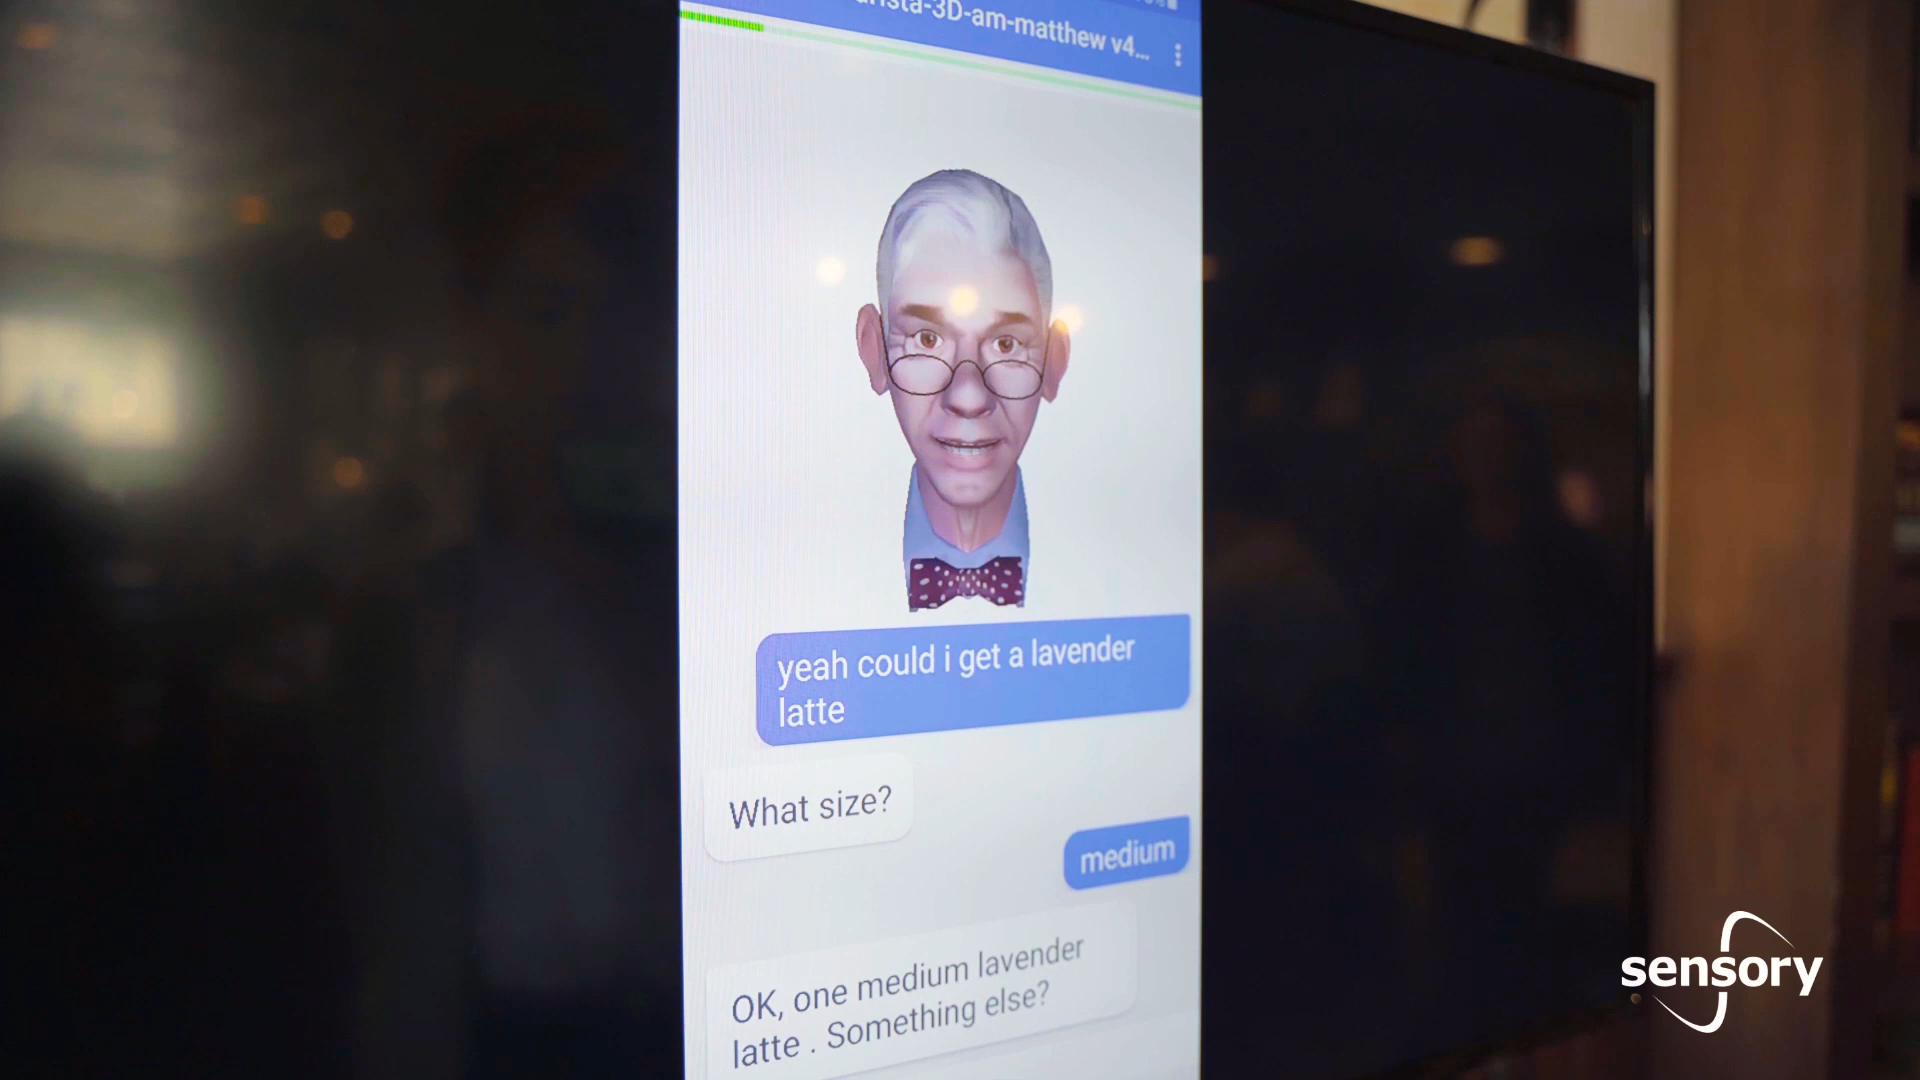 rista-3D-am-matthew v4...
yeah could i get a lavender
latte
What size?
medium
OK, one medium lavender
latte . Something else?
sensory